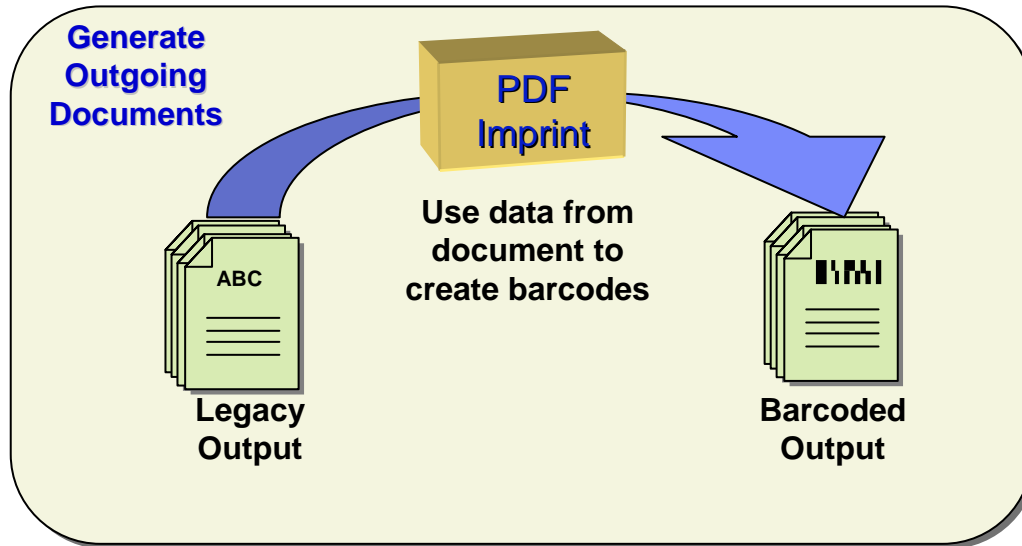 Generate
Outgoing
Documents
PDF
Imprint
Use data from
document to
create barcodes
ABC
Legacy
Output
Barcoded
Output